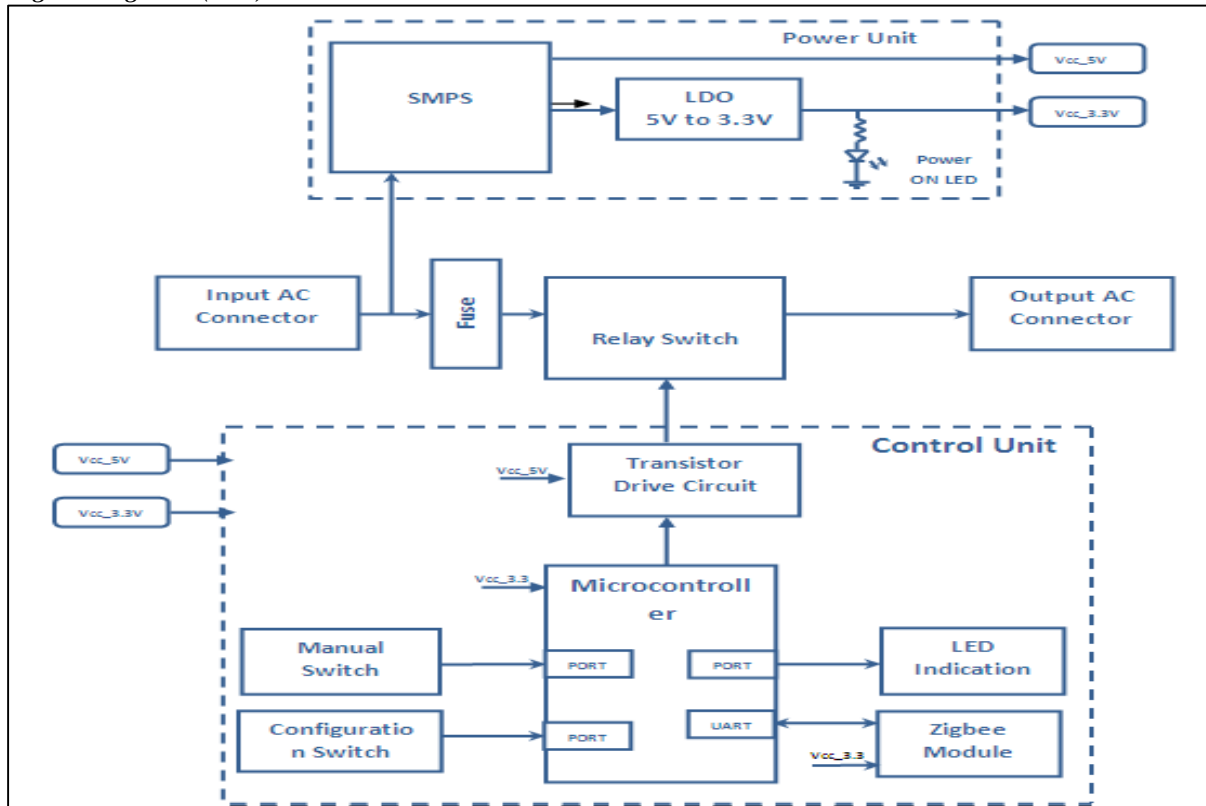 Power Unit
SMPS
LDO
5V to 3.3V
Vcc_5V
Vcc_3.3V
Power
ON LED
Input AC
Connector
Fuse
Relay Switch
Output AC
Connector
Control Unit
Vcc_5V
Vcc_3.3V
Vcc_5V
Transistor
Drive Circuit
Vcc_3.3
Microcontroll
er
Manual
Switch
PORT
PORT
LED
Indication
Configuratio
n Switch
PORT
UART
Zigbee
Module
Vcc_3.3